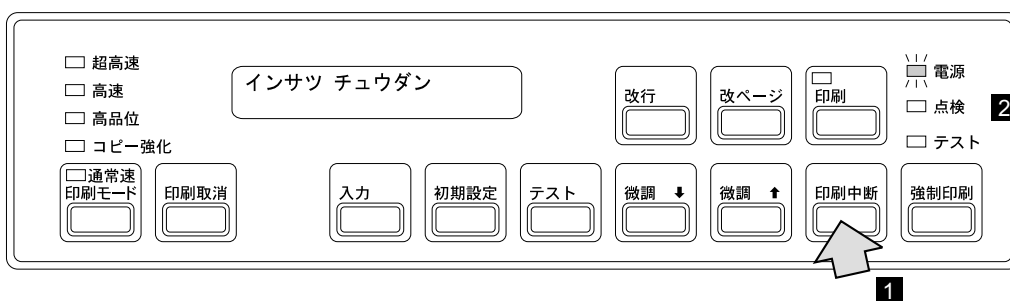 超高速
高速
高品位
コピー強化
通常速
印刷モード
印刷取消
インサツ チュウダン
改行
改ページ
印刷
電源
点検
テスト
2
入力
初期設定
テスト
微調 ⬇
微調 ⬆
印刷中断
強制印刷
1